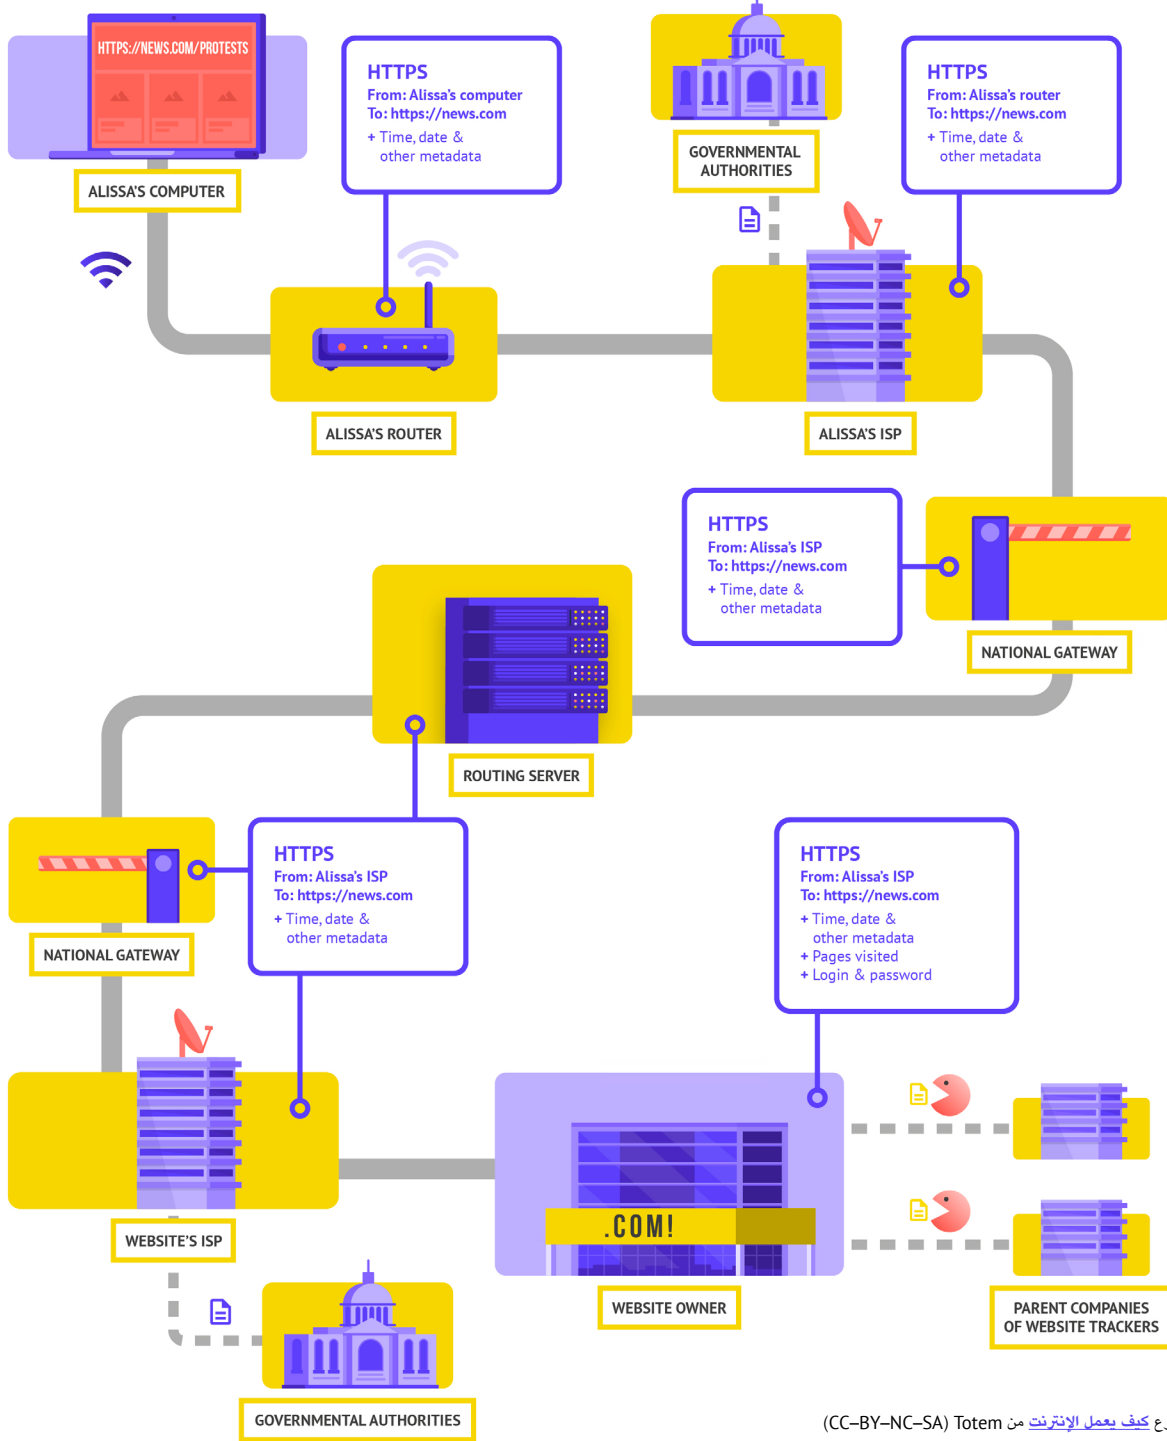 HTTPS://NEWS.COM/PROTESTS
ALISSA'S COMPUTER
HTTPS
From: Alissa's computer
To: https://news.com
+ Time, date &
other metadata
GOVERNMENTAL
AUTHORITIES
HTTPS
From: Alissa's router
To: https://news.com
+ Time, date &
other metadata
ALISSA'S ROUTER
ALISSA'S ISP
HTTPS
From: Alissa's ISP
To: https://news.com
+ Time, date &
other metadata
NATIONAL GATEWAY
ROUTING SERVER
HTTPS
From: Alissa's ISP
To: https://news.com
+ Time, date &
other metadata
NATIONAL GATEWAY
HTTPS
From: Alissa's ISP
To: https://news.com
+ Time, date &
other metadata
+ Pages visited
+ Login & password
WEBSITE'S ISP
.COM!
WEBSITE OWNER
PARENT COMPANIES
OF WEBSITE TRACKERS
GOVERNMENTAL AUTHORITIES
كيف يعمل الإنترنت من Totem (CC–BY–NC–SA)